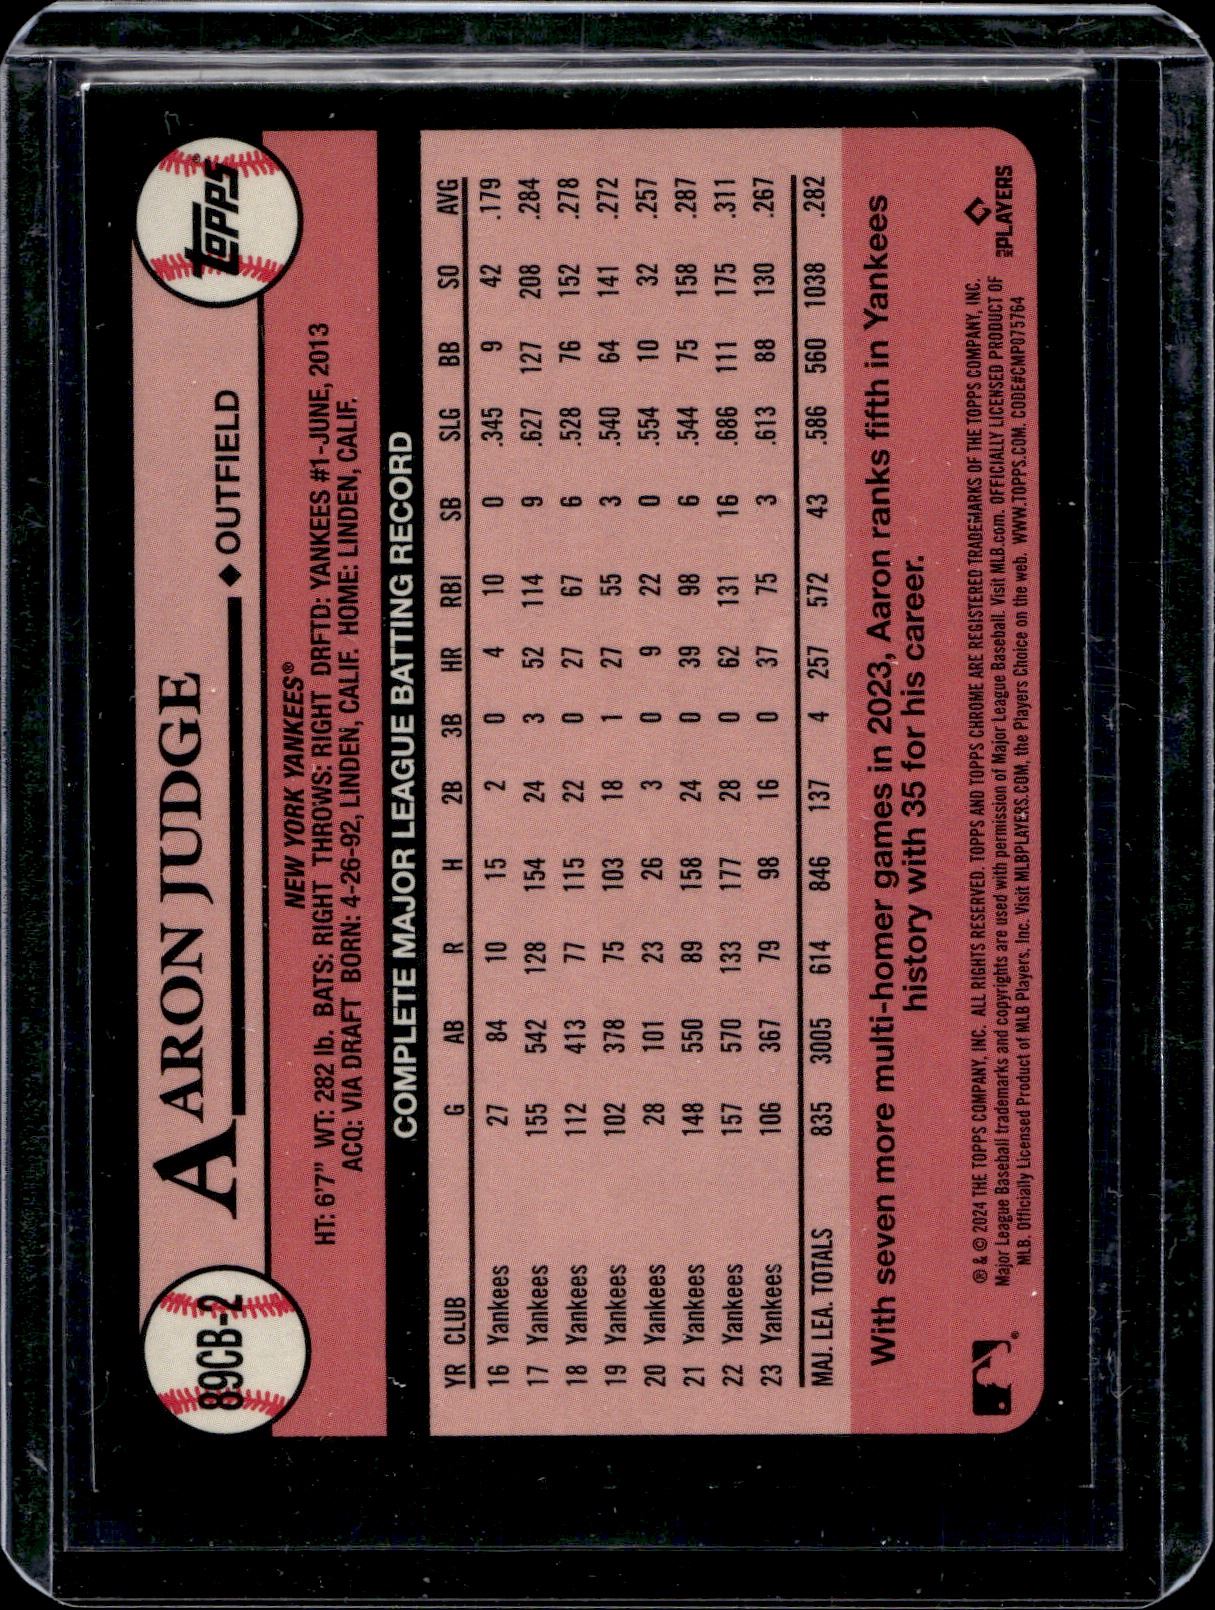 89CB-2
AARON JUDGE ◆ OUTFIELD
Topps®
NEW YORK YANKEES®
HT: 6'7" WT: 282 lb. BATS: RIGHT THROWS: RIGHT DRFTD: YANKEES #1-JUNE, 2013
ACQ: VIA DRAFT BORN: 4-26-92, LINDEN, CALIF. HOME: LINDEN, CALIF.
COMPLETE MAJOR LEAGUE BATTING RECORD
YR CLUB G AB R H 2B 3B HR RBI SB SLG BB SO AVG
16 Yankees 27 84 10 15 2 0 4 10 0 .345 9 42 .179
17 Yankees 155 542 128 154 24 3 52 114 9 .627 127 208 .284
18 Yankees 112 413 77 115 22 0 27 67 6 .528 76 152 .278
19 Yankees 102 378 75 103 18 1 27 55 3 .540 64 141 .272
20 Yankees 28 101 23 26 3 0 9 22 0 .554 10 32 .257
21 Yankees 148 550 89 158 24 0 39 98 6 .544 75 158 .287
22 Yankees 157 570 133 177 28 0 62 131 16 .686 111 175 .311
23 Yankees 106 367 79 98 16 0 37 75 3 .613 88 130 .267
MAJ. LEA. TOTALS 835 3005 614 846 137 4 257 572 43 .586 560 1038 .282
With seven more multi-homer games in 2023, Aaron ranks fifth in Yankees
history with 35 for his career.
® & © 2024 THE TOPPS COMPANY, INC. ALL RIGHTS RESERVED. TOPPS AND TOPPS CHROME ARE REGISTERED TRADEMARKS OF THE TOPPS COMPANY, INC.
Major League Baseball trademarks and copyrights are used with permission of Major League Baseball. Visit MLB.com. OFFICIALLY LICENSED PRODUCT OF
MLB. Officially Licensed Product of MLB Players, Inc. Visit MLBPLAYERS.COM, the Players Choice on the web. WWW.TOPPS.COM. CODE#CMP075764
MLB PLAYERS